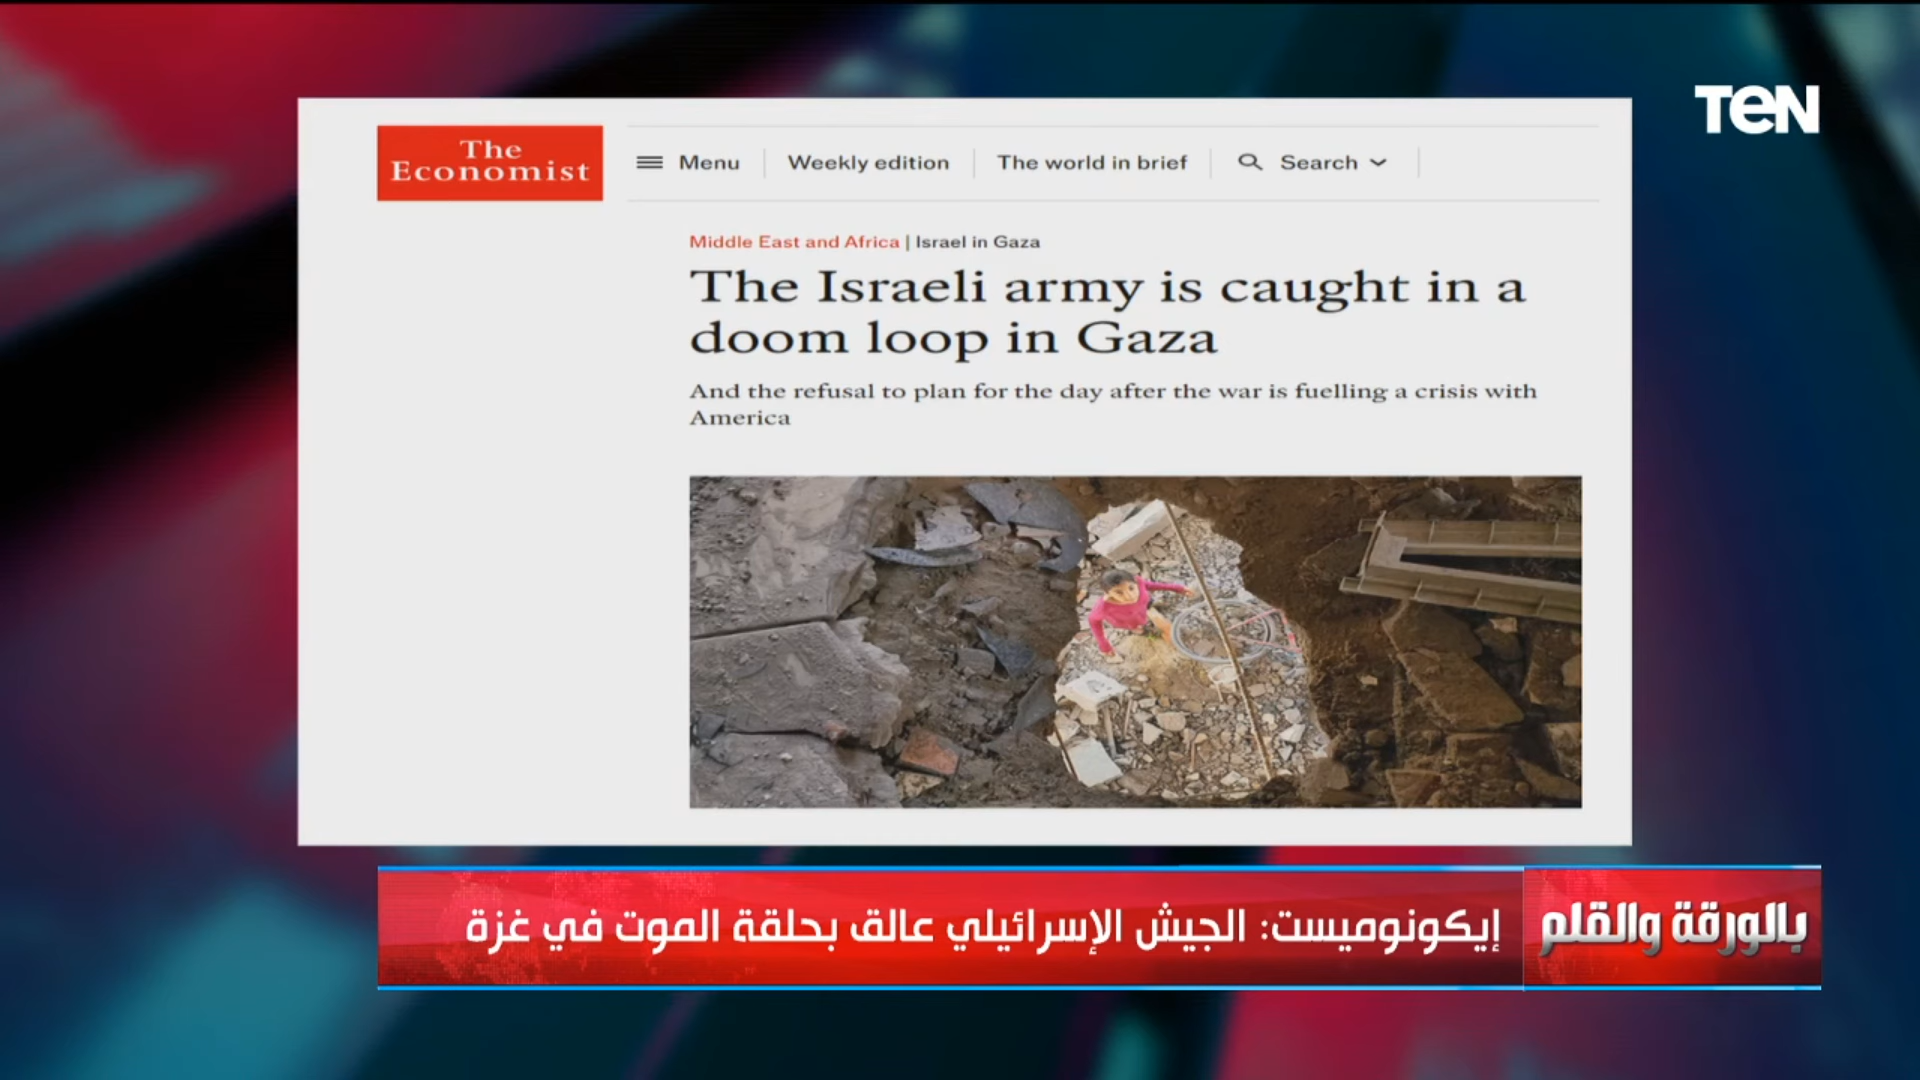 TeN
The
Economist
Menu
Weekly edition
The world in brief
Search
Middle East and Africa | Israel in Gaza
The Israeli army is caught in a
doom loop in Gaza
And the refusal to plan for the day after the war is fuelling a crisis with
America
بالورقة والقلم
إيكونوميست: الجيش الإسرائيلي عالق بحلقة الموت في غزة